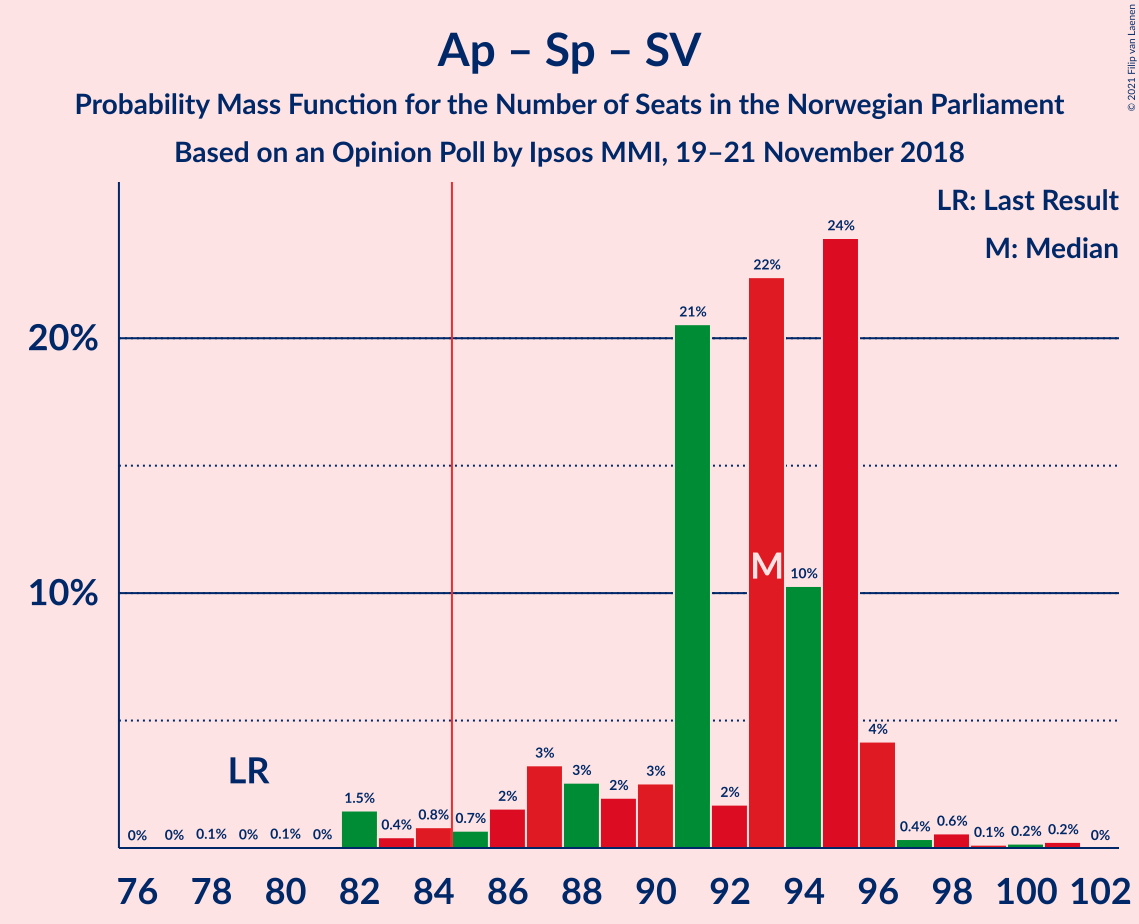 Ap – Sp – SV
Probability Mass Function for the Number of Seats in the Norwegian Parliament
Based on an Opinion Poll by Ipsos MMI, 19–21 November 2018
© 2021 Filip van Laenen
LR: Last Result
M: Median
20%
10%
LR
M
0% 0% 0.1% 0% 0.1% 0% 1.5% 0.4% 0.8% 0.7% 2% 3% 3% 2% 3% 21% 2% 22% 10% 24% 4% 0.4% 0.6% 0.1% 0.2% 0.2% 0%
76 78 80 82 84 86 88 90 92 94 96 98 100 102